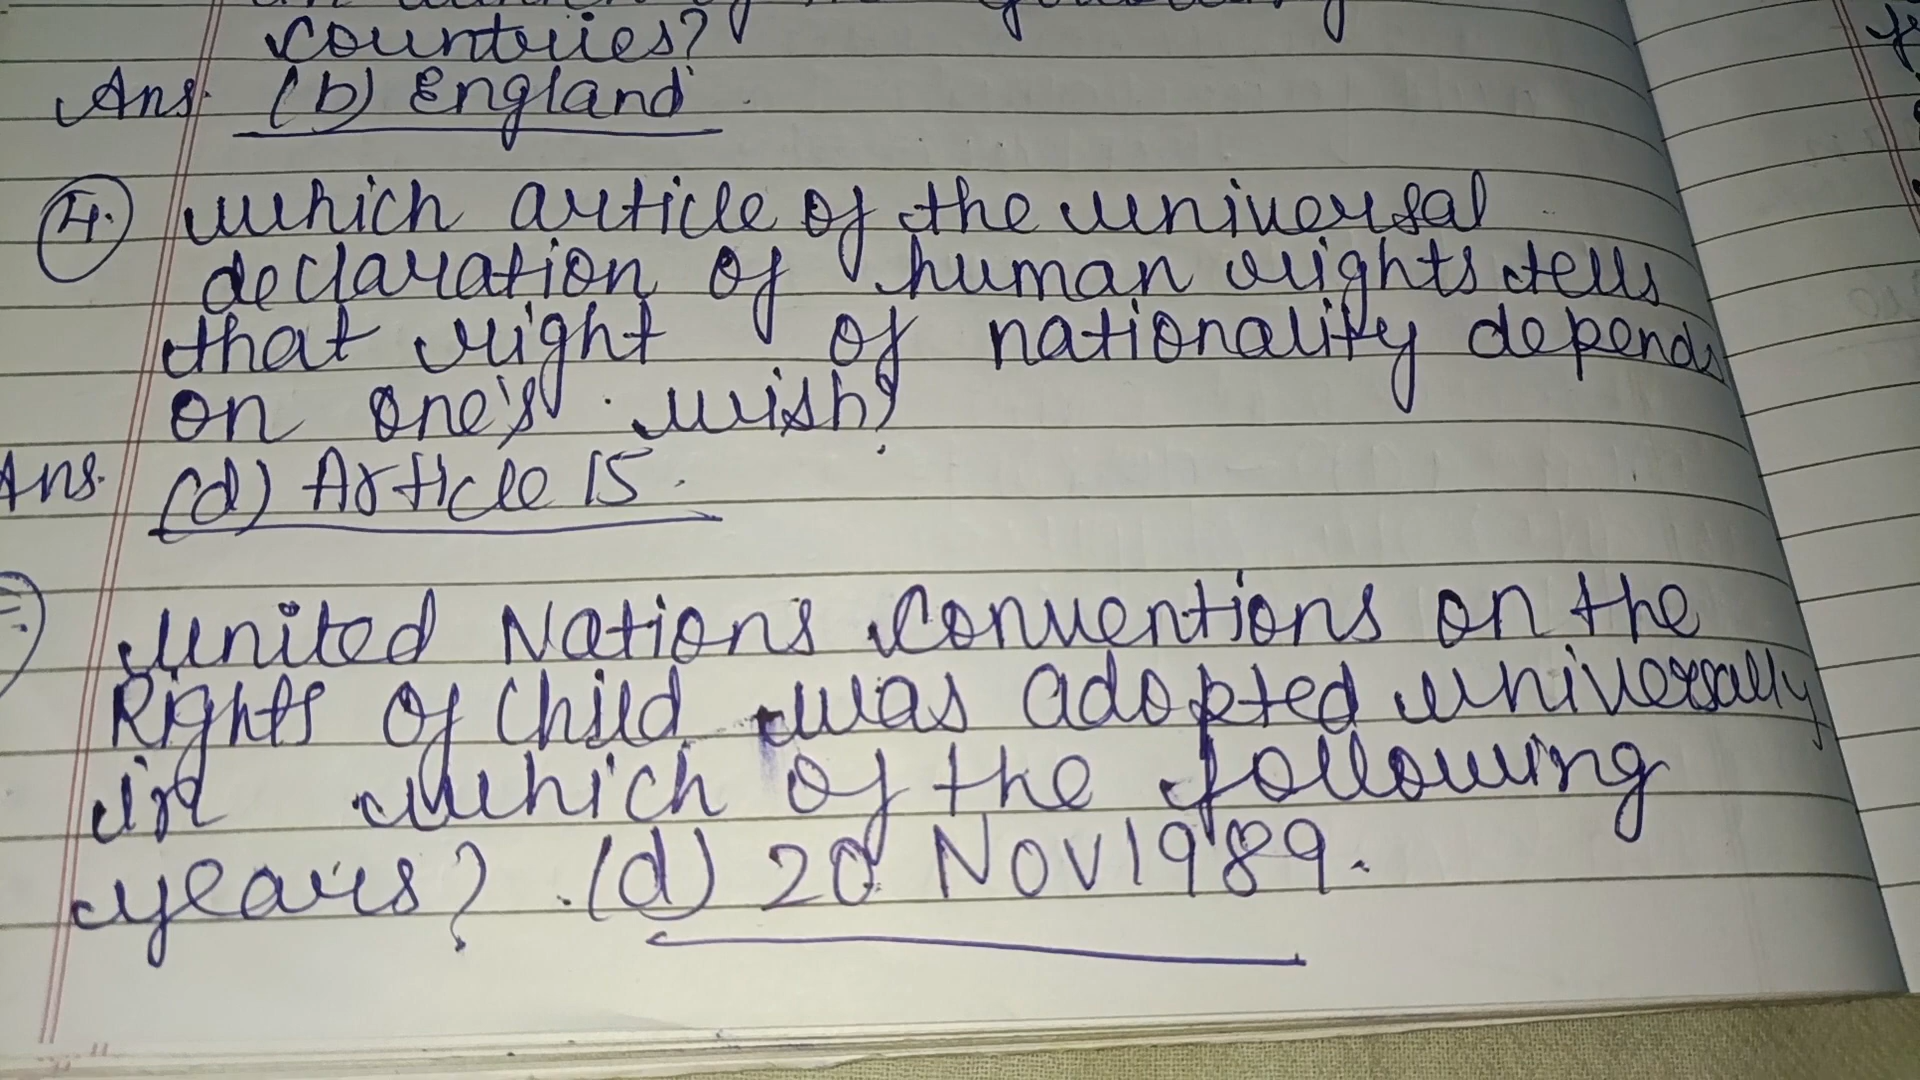 countries?
Ans. (b) England
4. which article of the universal
declaration of human rights tells
that right of nationality depends
on one's wish?
Ans. (d) Article 15.
United Nations Conventions on the
Rights of Child was adopted universally
in which of the following
years? (d) 20 Nov 1989.